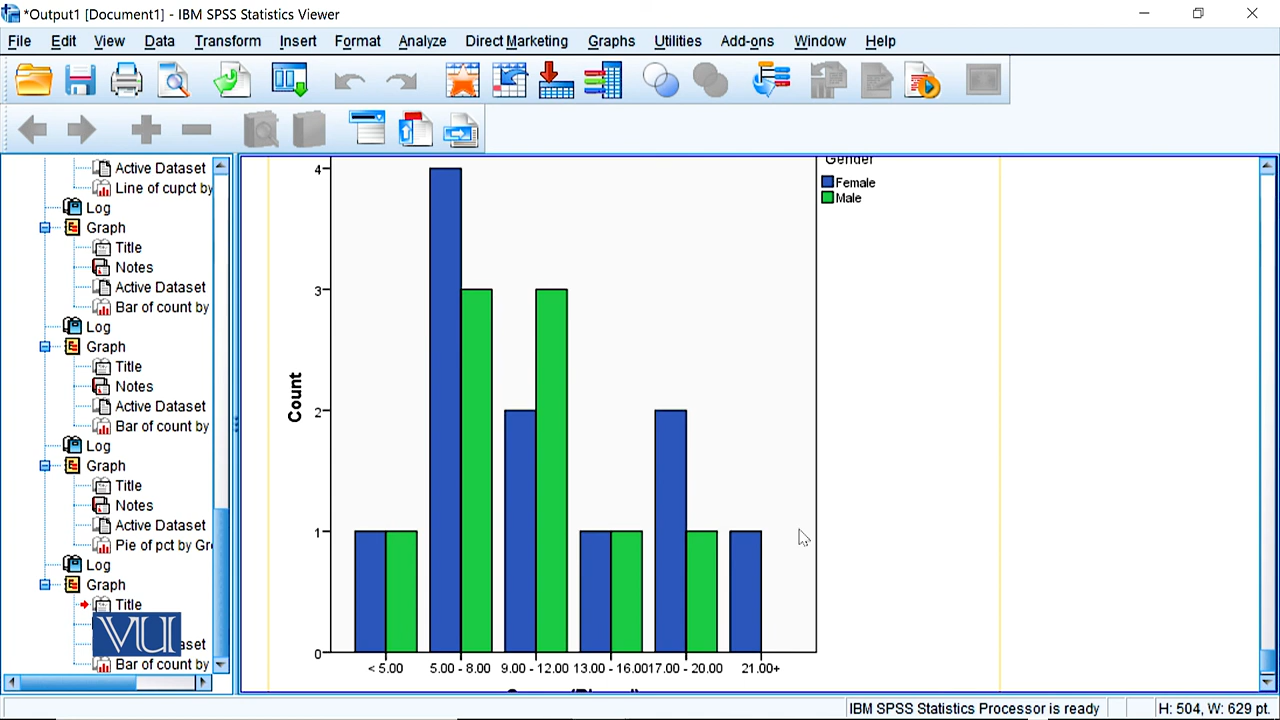 *Output1 [Document1] - IBM SPSS Statistics Viewer
File Edit View Data Transform Insert Format Analyze Direct Marketing Graphs Utilities Add-ons Window Help
Active Dataset
Line of cupct by
Log
Graph
Title
Notes
Active Dataset
Bar of count by
Log
Graph
Title
Notes
Active Dataset
Bar of count by
Log
Graph
Title
Notes
Active Dataset
Pie of pct by Gr
Log
Graph
Title
VU
Bar of count by
Gender
Female
Male
Count
4
3
2
1
0
< 5.00 5.00 - 8.00 9.00 - 12.00 13.00 - 16.00 17.00 - 20.00 21.00+
IBM SPSS Statistics Processor is ready H: 504, W: 629 pt.